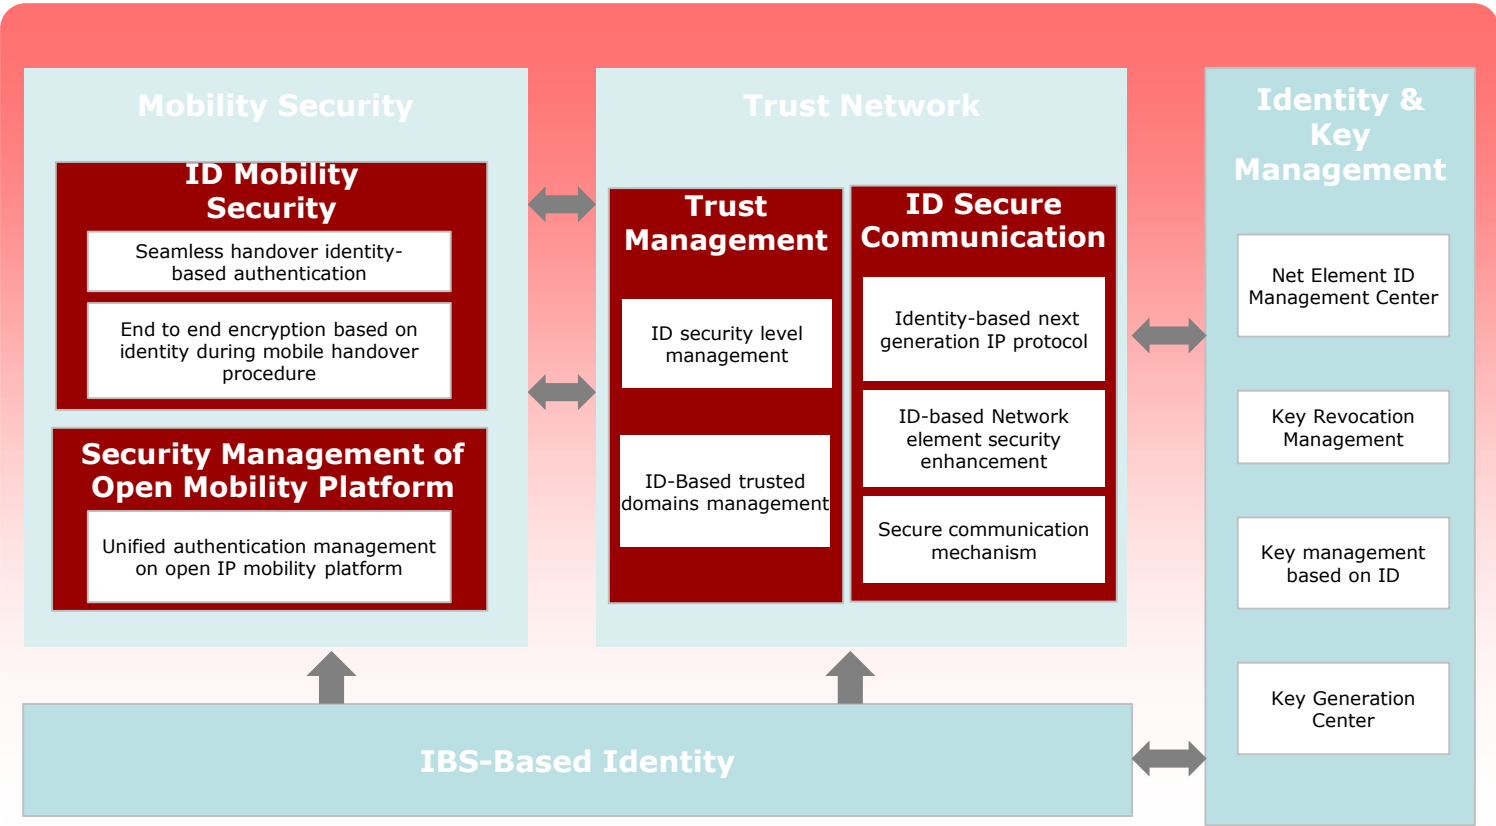 Mobility Security
ID Mobility
Security
Seamless handover identity-
based authentication
End to end encryption based on
identity during mobile handover
procedure
Security Management of
Open Mobility Platform
Unified authentication management
on open IP mobility platform
Trust Network
Trust
Management
ID security level
management
ID-Based trusted
domains management
ID Secure
Communication
Identity-based next
generation IP protocol
ID-based Network
element security
enhancement
Secure communication
mechanism
Identity &
Key
Management
Net Element ID
Management Center
Key Revocation
Management
Key management
based on ID
Key Generation
Center
IBS-Based Identity